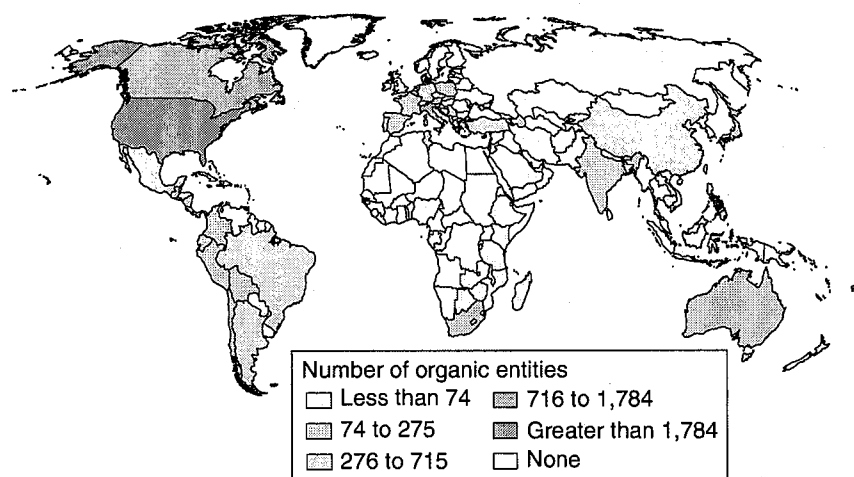 Number of organic entities
Less than 74
74 to 275
276 to 715
716 to 1,784
Greater than 1,784
None